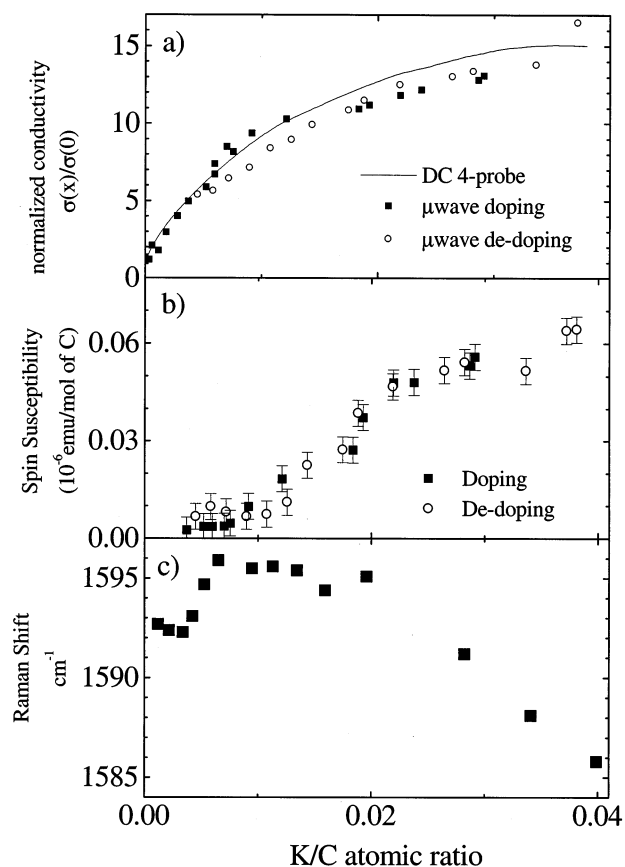 a)
normalized conductivity
σ(x)/σ(0)
15
10
5
0
DC 4-probe
μwave doping
μwave de-doping
b)
Spin Susceptibility
(10⁻⁶emu/mol of C)
0.06
0.03
0.00
Doping
De-doping
c)
Raman Shift
cm⁻¹
1595
1590
1585
0.00
0.02
0.04
K/C atomic ratio